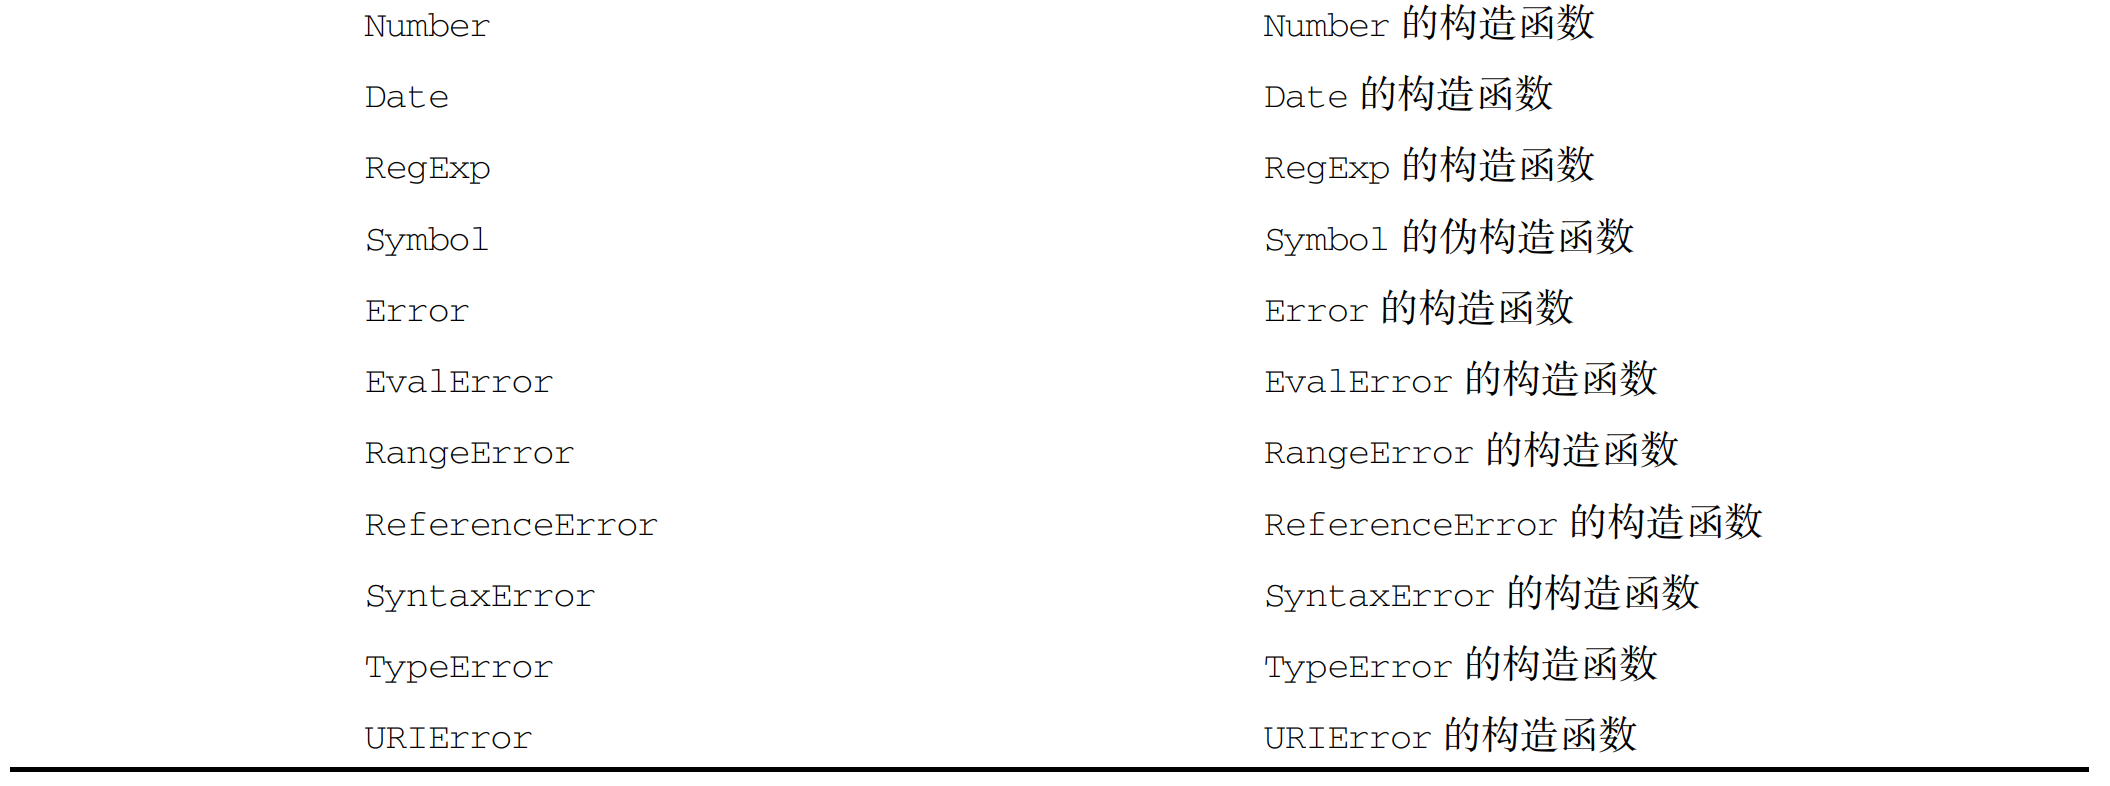 Number Number 的构造函数
Date Date 的构造函数
RegExp RegExp 的构造函数
Symbol Symbol 的伪构造函数
Error Error 的构造函数
EvalError EvalError 的构造函数
RangeError RangeError 的构造函数
ReferenceError ReferenceError 的构造函数
SyntaxError SyntaxError 的构造函数
TypeError TypeError 的构造函数
URIError URIError 的构造函数